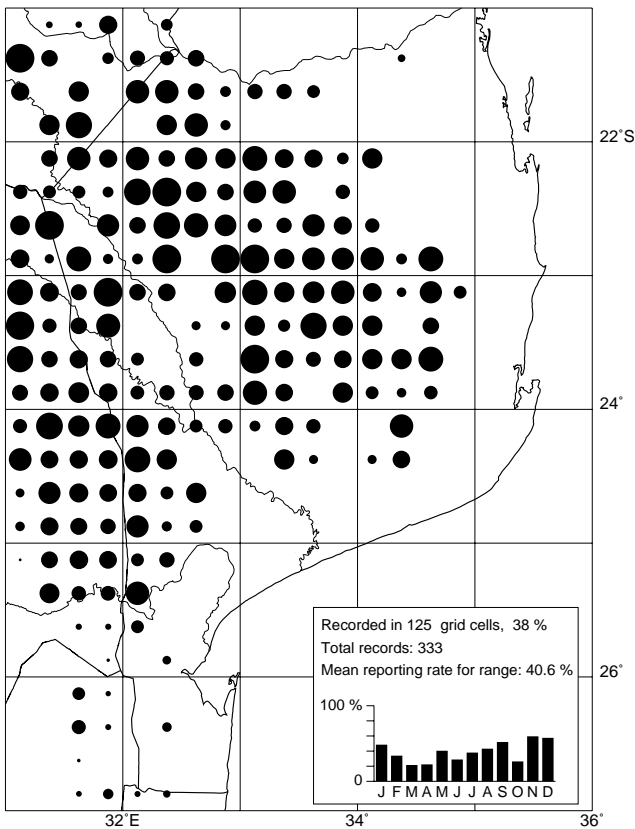 22°S
24°
Recorded in 125 grid cells, 38 %
Total records: 333
Mean reporting rate for range: 40.6 %
26°
100 %
0
J F M A M J J A S O N D
32°E
34°
36°